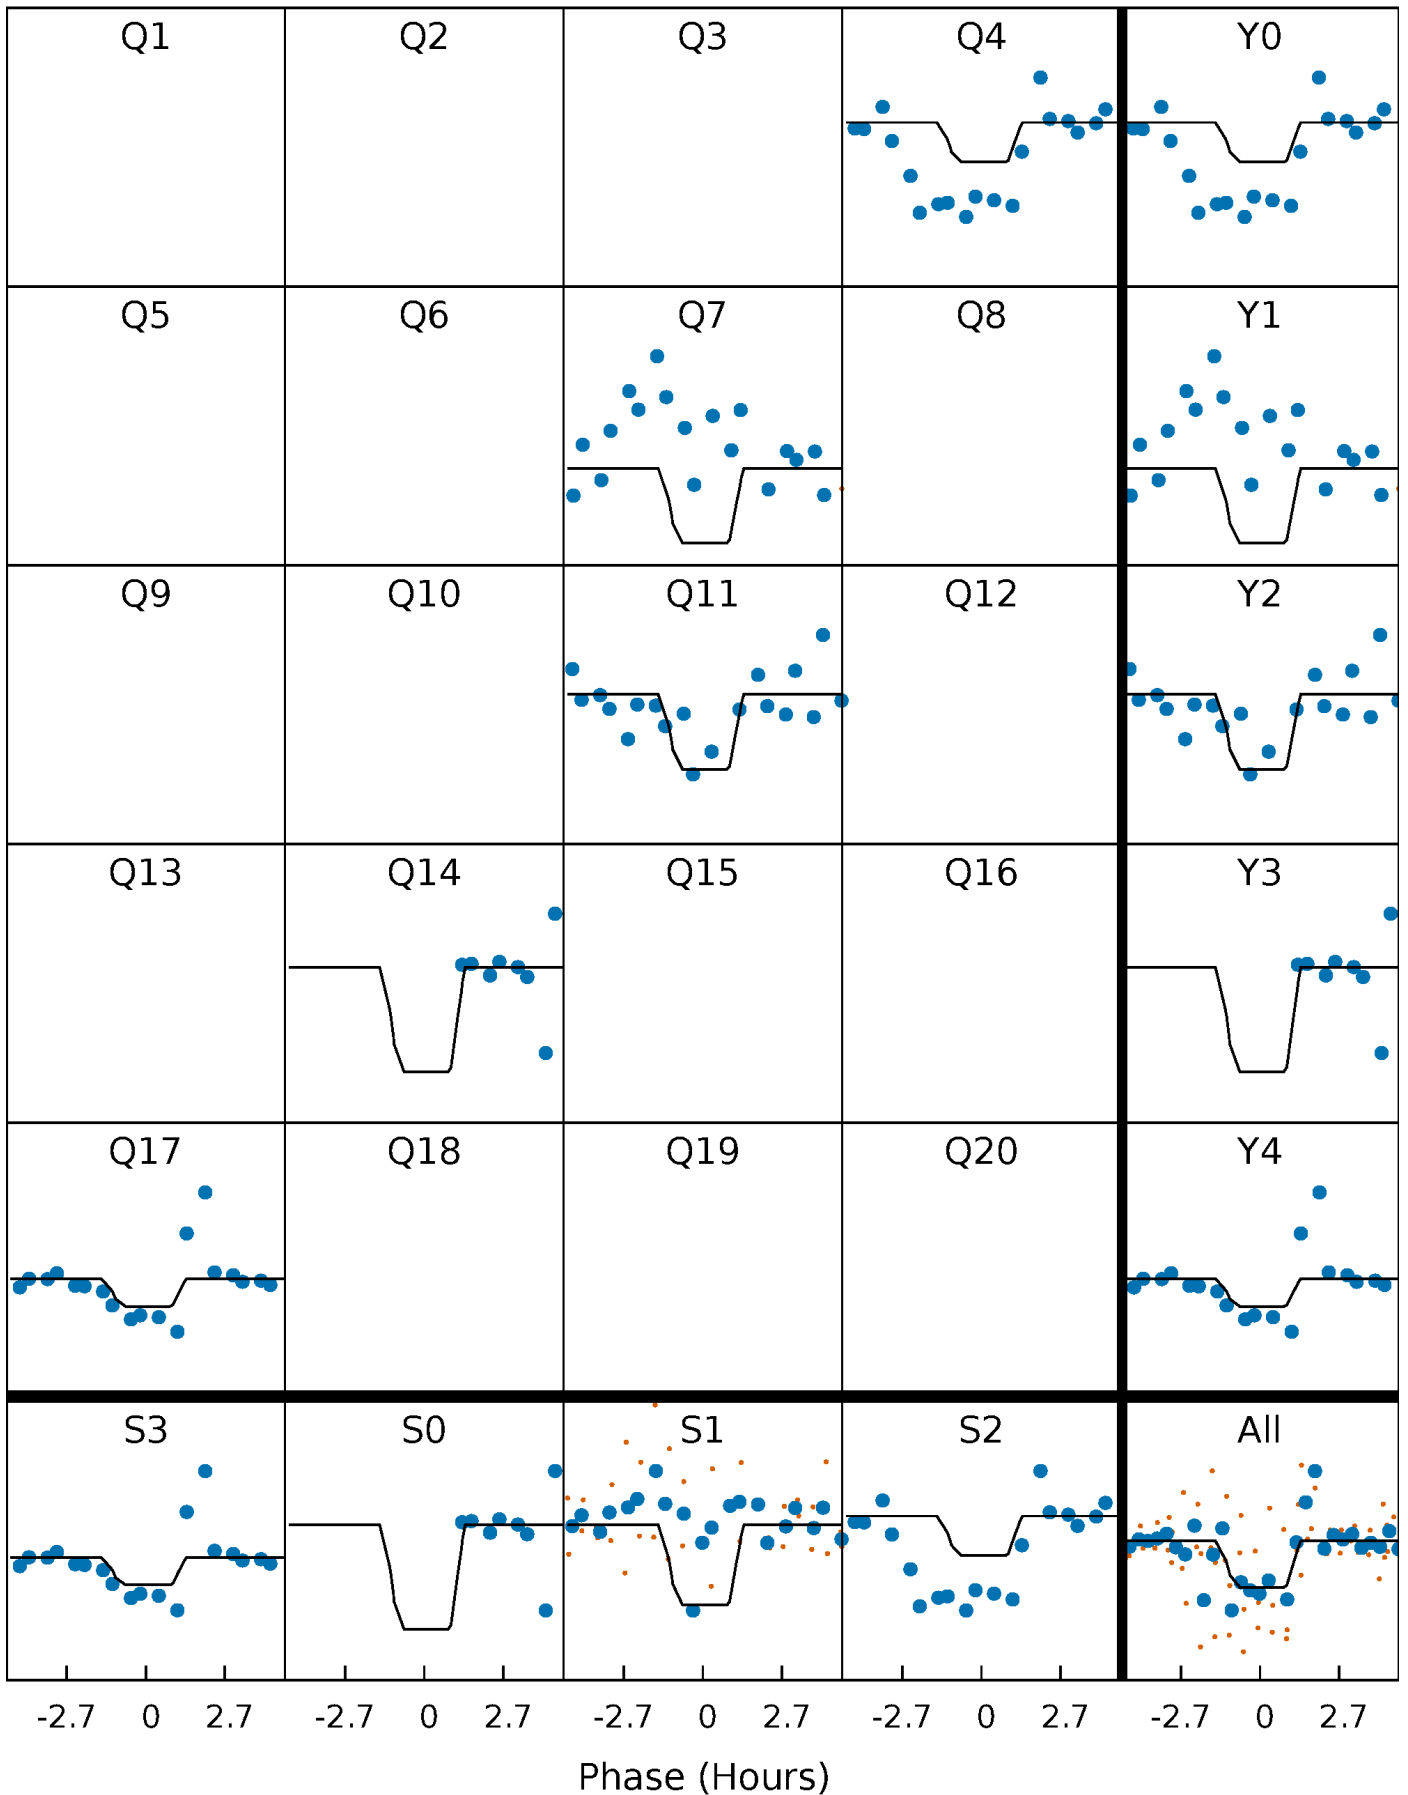 Q1 Q2 Q3 Q4 Y0
Q5 Q6 Q7 Q8 Y1
Q9 Q10 Q11 Q12 Y2
Q13 Q14 Q15 Q16 Y3
Q17 Q18 Q19 Q20 Y4
S3 S0 S1 S2 All
-2.7 0 2.7 -2.7 0 2.7 -2.7 0 2.7 -2.7 0 2.7 -2.7 0 2.7
Phase (Hours)